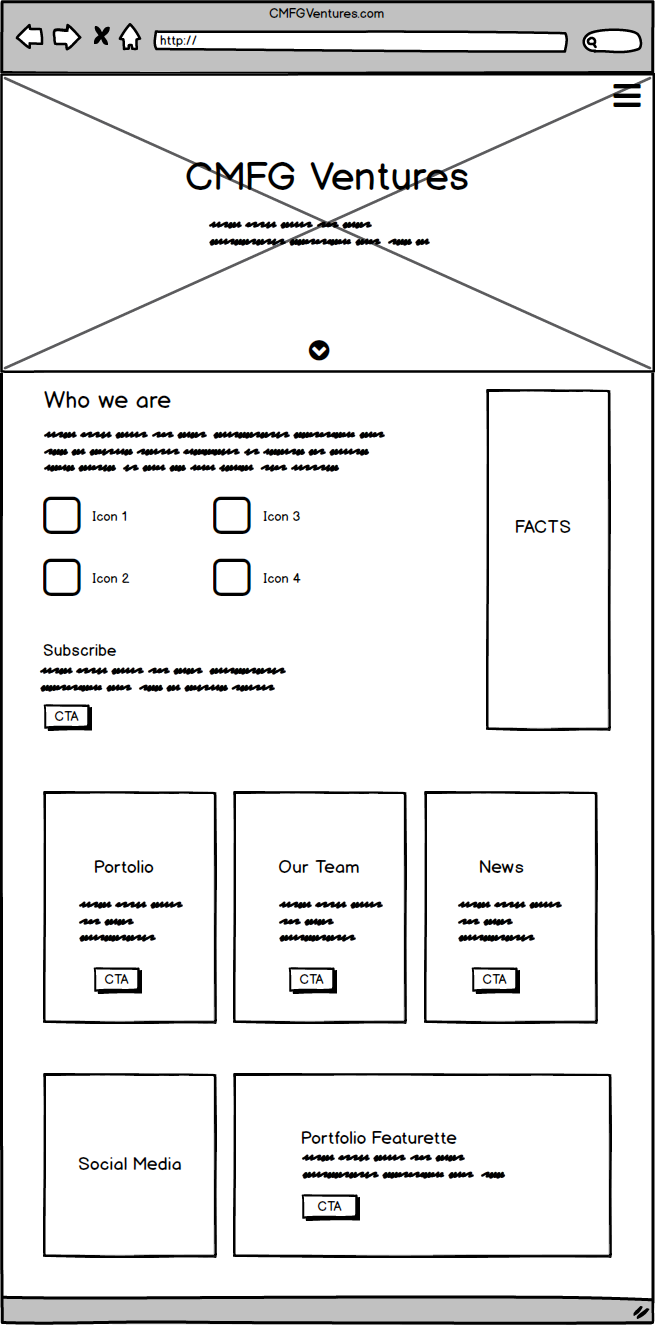 CMFGVentures.com
http://
CMFG Ventures
Who we are
Icon 1
Icon 3
FACTS
Icon 2
Icon 4
Subscribe
CTA
Portolio
Our Team
News
CTA
CTA
CTA
Social Media
Portfolio Featurette
CTA